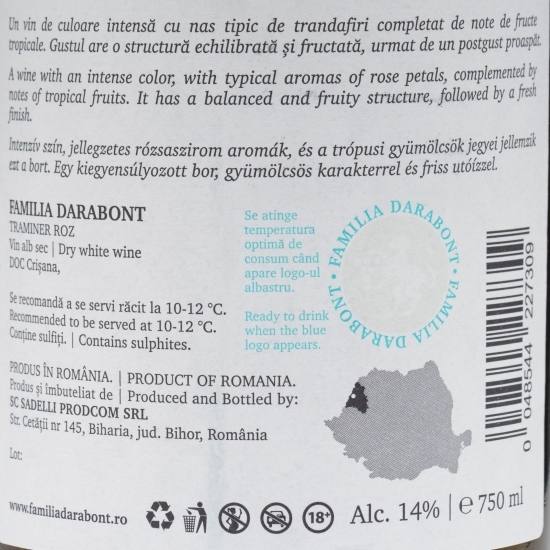 Un vin de culoare intensă cu nas tipic de trandafiri completat de note de fructe
tropicale. Gustul are o structură echilibrată şi fructată, urmat de un postgust proaspăt.
A wine with an intense color, with typical aromas of rose petals, complemented by
notes of tropical fruits. It has a balanced and fruity structure, followed by a fresh
finish.
Intenzív szín, jellegzetes rózsaszirom aromák, és a trópusi gyümölcsök jegyei jellemzik
ezt a bort. Egy kiegyensúlyozott bor, gyümölcsös karakterrel és friss utóízzel.
FAMILIA DARABONT
TRAMINER ROZ
Vin alb sec | Dry white wine
DOC Crişana,
Se recomandă a se servi răcit la 10-12 °C.
Recommended to be served at 10-12 °C.
Conţine sulfiţi. | Contains sulphites.
PRODUS ÎN ROMÂNIA. | PRODUCT OF ROMANIA.
Produs şi îmbuteliat de | Produced and Bottled by:
SC SADELLI PRODCOM SRL
Str. Cetăţii nr 145, Biharia, jud. Bihor, România
Lot:
Se atinge
temperatura
optimă de
consum când
apare logo-ul
albastru.
Ready to drink
when the blue
logo appears.
FAMILIA DARABONT • FAMILIA DARABONT •
0 048544 227309
www.familiadarabont.ro
18+
Alc. 14% | ℮ 750 ml